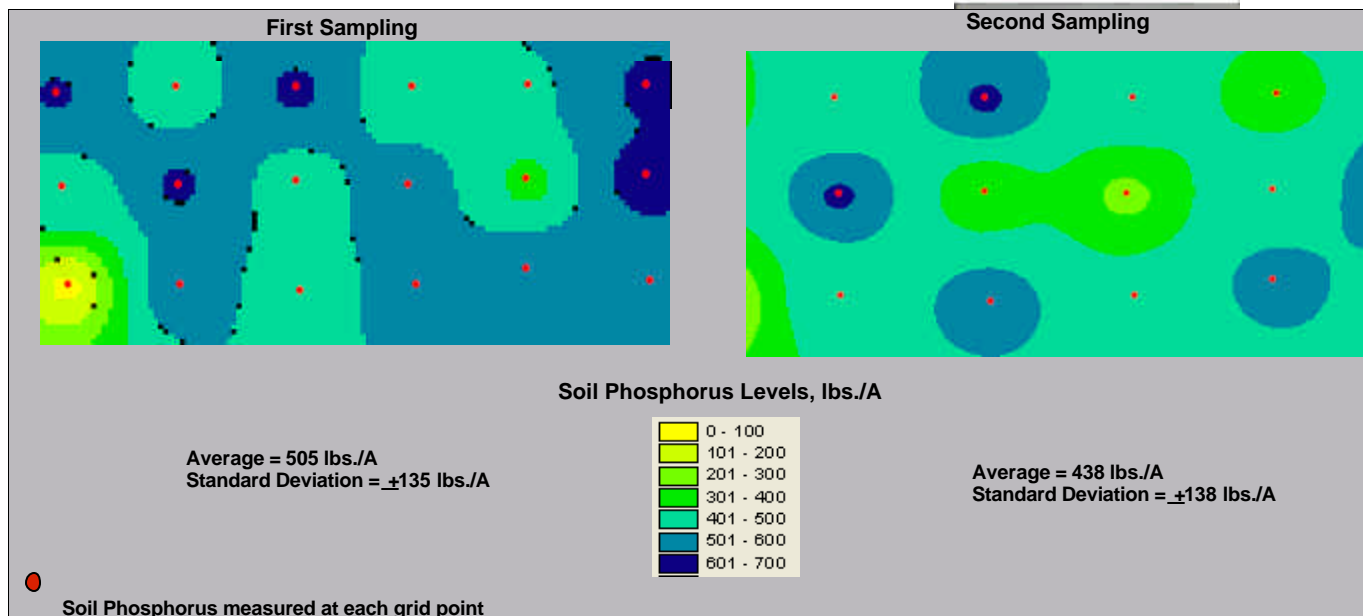 First Sampling
Second Sampling
Soil Phosphorus Levels, lbs./A
0 - 100
101 - 200
201 - 300
301 - 400
401 - 500
501 - 600
601 - 700
Average = 505 lbs./A
Standard Deviation = ±135 lbs./A
Average = 438 lbs./A
Standard Deviation = ±138 lbs./A
Soil Phosphorus measured at each grid point